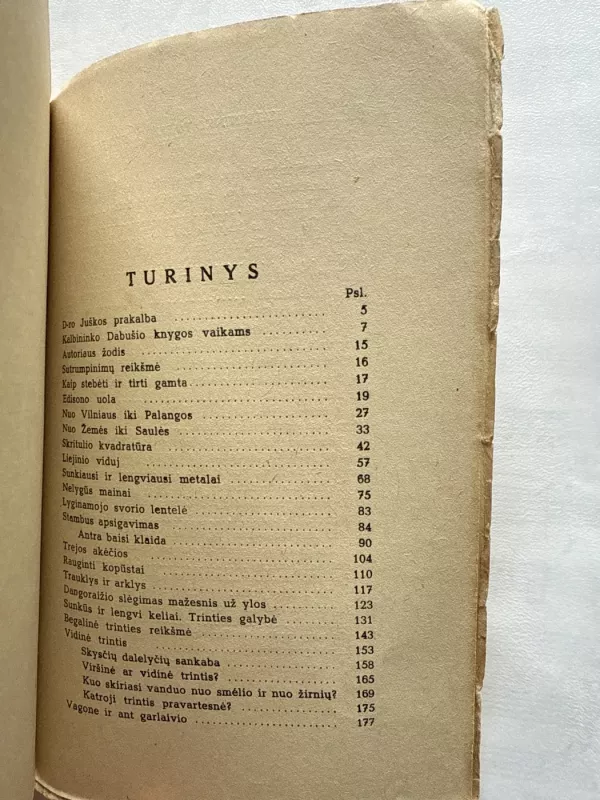 TURINYS
Psl.
D-ro Juškos prakalba 5
Kalbininko Dabušio knygos vaikams 7
Autoriaus žodis 15
Sutrumpinimų reikšmė 16
Kaip stebėti ir tirti gamta 17
Edisono uola 19
Nuo Vilniaus iki Palangos 27
Nuo Žemės iki Saulės 33
Skritulio kvadratūra 42
Liejinio viduj 57
Sunkiausi ir lengviausi metalai 68
Nelygūs mainai 75
Lyginamojo svorio lentelė 83
Stambus apsigavimas 84
Antra baisi klaida 90
Trejos akėčios 104
Rauginti kopūstai 110
Trauklys ir arklys 117
Dangoraižio slėgimas mažesnis už ylos 123
Sunkūs ir lengvi keliai. Trinties galybė 131
Begalinė trinties reikšmė 143
Vidinė trintis 153
Skysčių dalelyčių sankaba 158
Viršinė ar vidinė trintis? 165
Kuo skiriasi vanduo nuo smėlio ir nuo žirnių? 169
Katroji trintis pravartesnė? 175
Vagone ir ant garlaivio 177